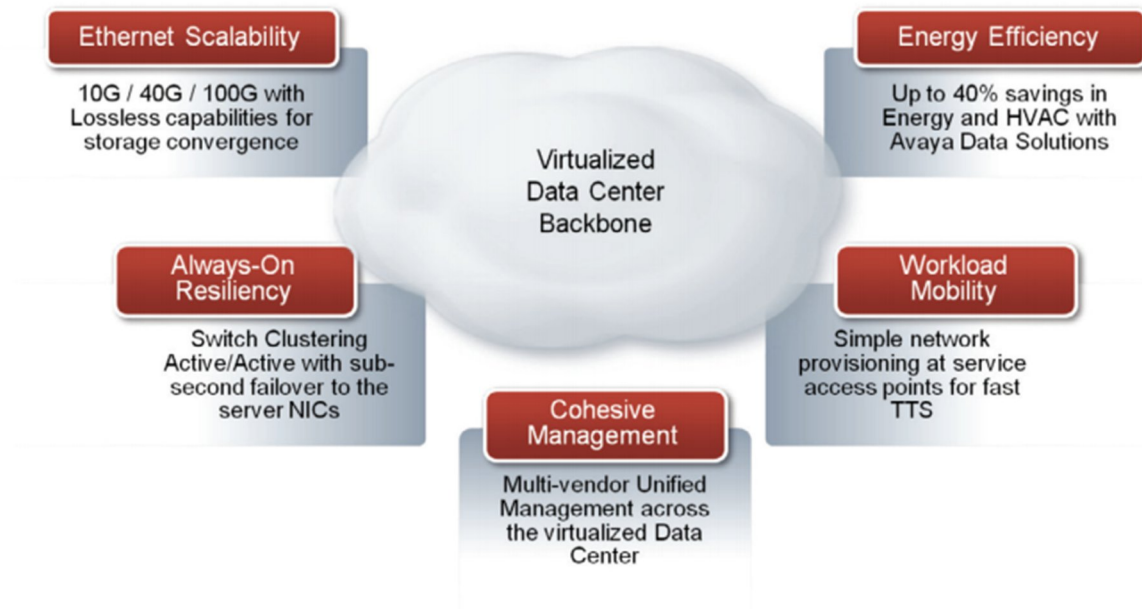 Ethernet Scalability
10G / 40G / 100G with
Lossless capabilities for
storage convergence
Energy Efficiency
Up to 40% savings in
Energy and HVAC with
Avaya Data Solutions
Virtualized
Data Center
Backbone
Always-On
Resiliency
Switch Clustering
Active/Active with sub-
second failover to the
server NICs
Workload
Mobility
Simple network
provisioning at service
access points for fast
TTS
Cohesive
Management
Multi-vendor Unified
Management across
the virtualized Data
Center